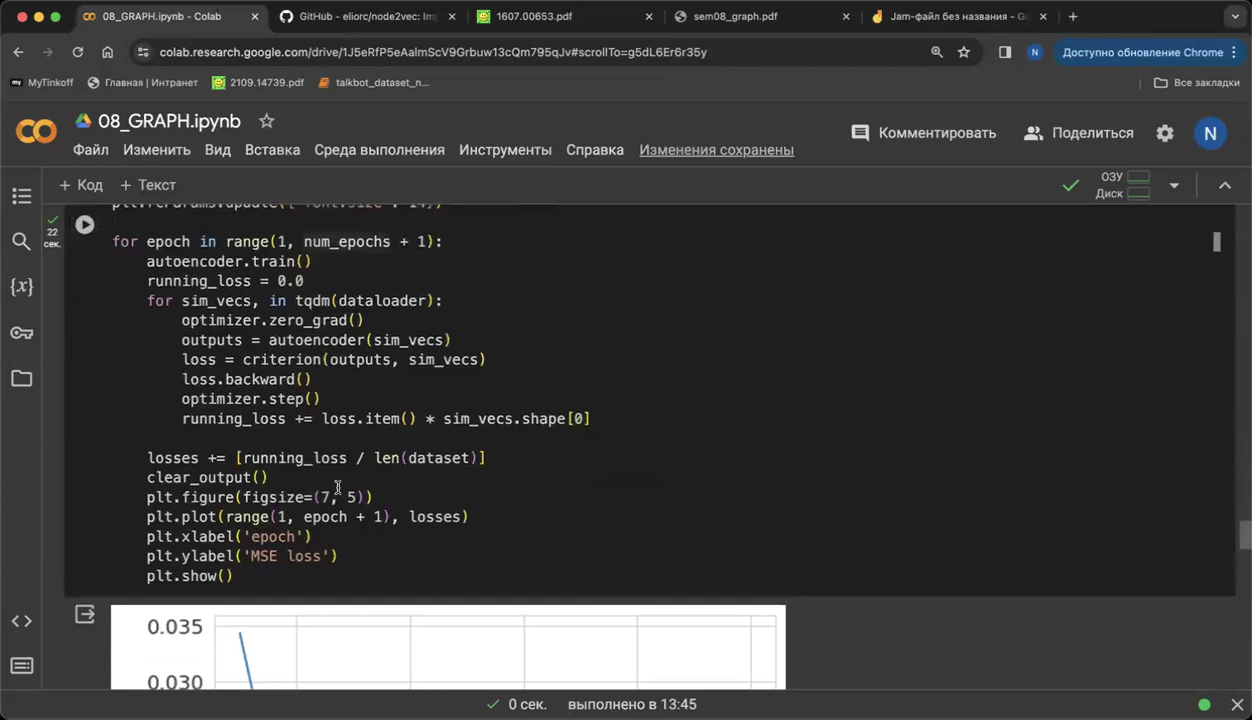 08_GRAPH.ipynb - Colab
GitHub - eliorc/node2vec: Im
1607.00653.pdf
sem08_graph.pdf
Jam-файл без названия - G
colab.research.google.com/drive/1J5eRfP5eAalmScV9Grbuw13cQm795qJv#scrollTo=g5dL6Er6r35y
N
Доступно обновление Chrome
my MyTinkoff
Главная | Интранет
2109.14739.pdf
taikbot_dataset_n...
Все закладки
08_GRAPH.ipynb
Комментировать
Поделиться
N
Файл Изменить Вид Вставка Среда выполнения Инструменты Справка Изменения сохранены
+ Код + Текст
ОЗУ
Диск
22
сек.
for epoch in range(1, num_epochs + 1):
autoencoder.train()
running_loss = 0.0
for sim_vecs, in tqdm(dataloader):
optimizer.zero_grad()
outputs = autoencoder(sim_vecs)
loss = criterion(outputs, sim_vecs)
loss.backward()
optimizer.step()
running_loss += loss.item() * sim_vecs.shape[0]
losses += [running_loss / len(dataset)]
clear_output()
plt.figure(figsize=(7, 5))
plt.plot(range(1, epoch + 1), losses)
plt.xlabel('epoch')
plt.ylabel('MSE loss')
plt.show()
0.035
0.030
0 сек. выполнено в 13:45